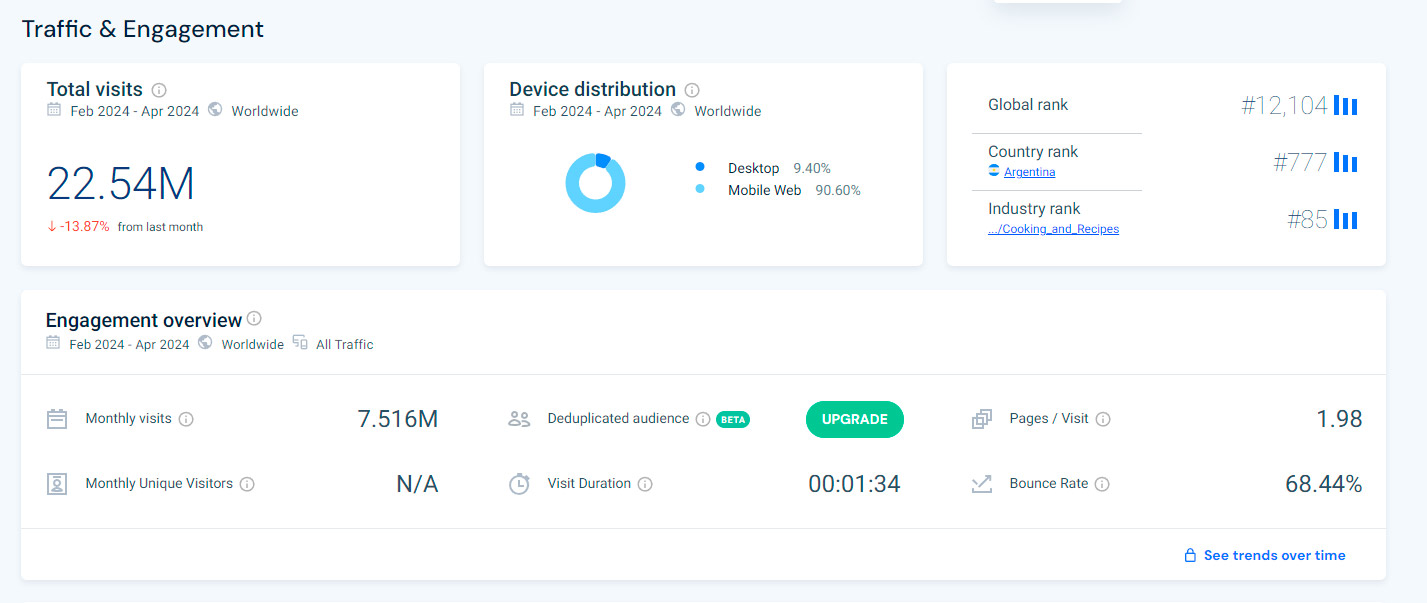 Traffic & Engagement
Total visits
Feb 2024 - Apr 2024 Worldwide
22.54M
-13.87% from last month
Device distribution
Feb 2024 - Apr 2024 Worldwide
Desktop 9.40%
Mobile Web 90.60%
Global rank #12,104
Country rank
Argentina
#777
Industry rank
.../Cooking_and_Recipes
#85
Engagement overview
Feb 2024 - Apr 2024 Worldwide All Traffic
Monthly visits 7.516M
Deduplicated audience BETA UPGRADE
Pages / Visit 1.98
Monthly Unique Visitors N/A
Visit Duration 00:01:34
Bounce Rate 68.44%
See trends over time